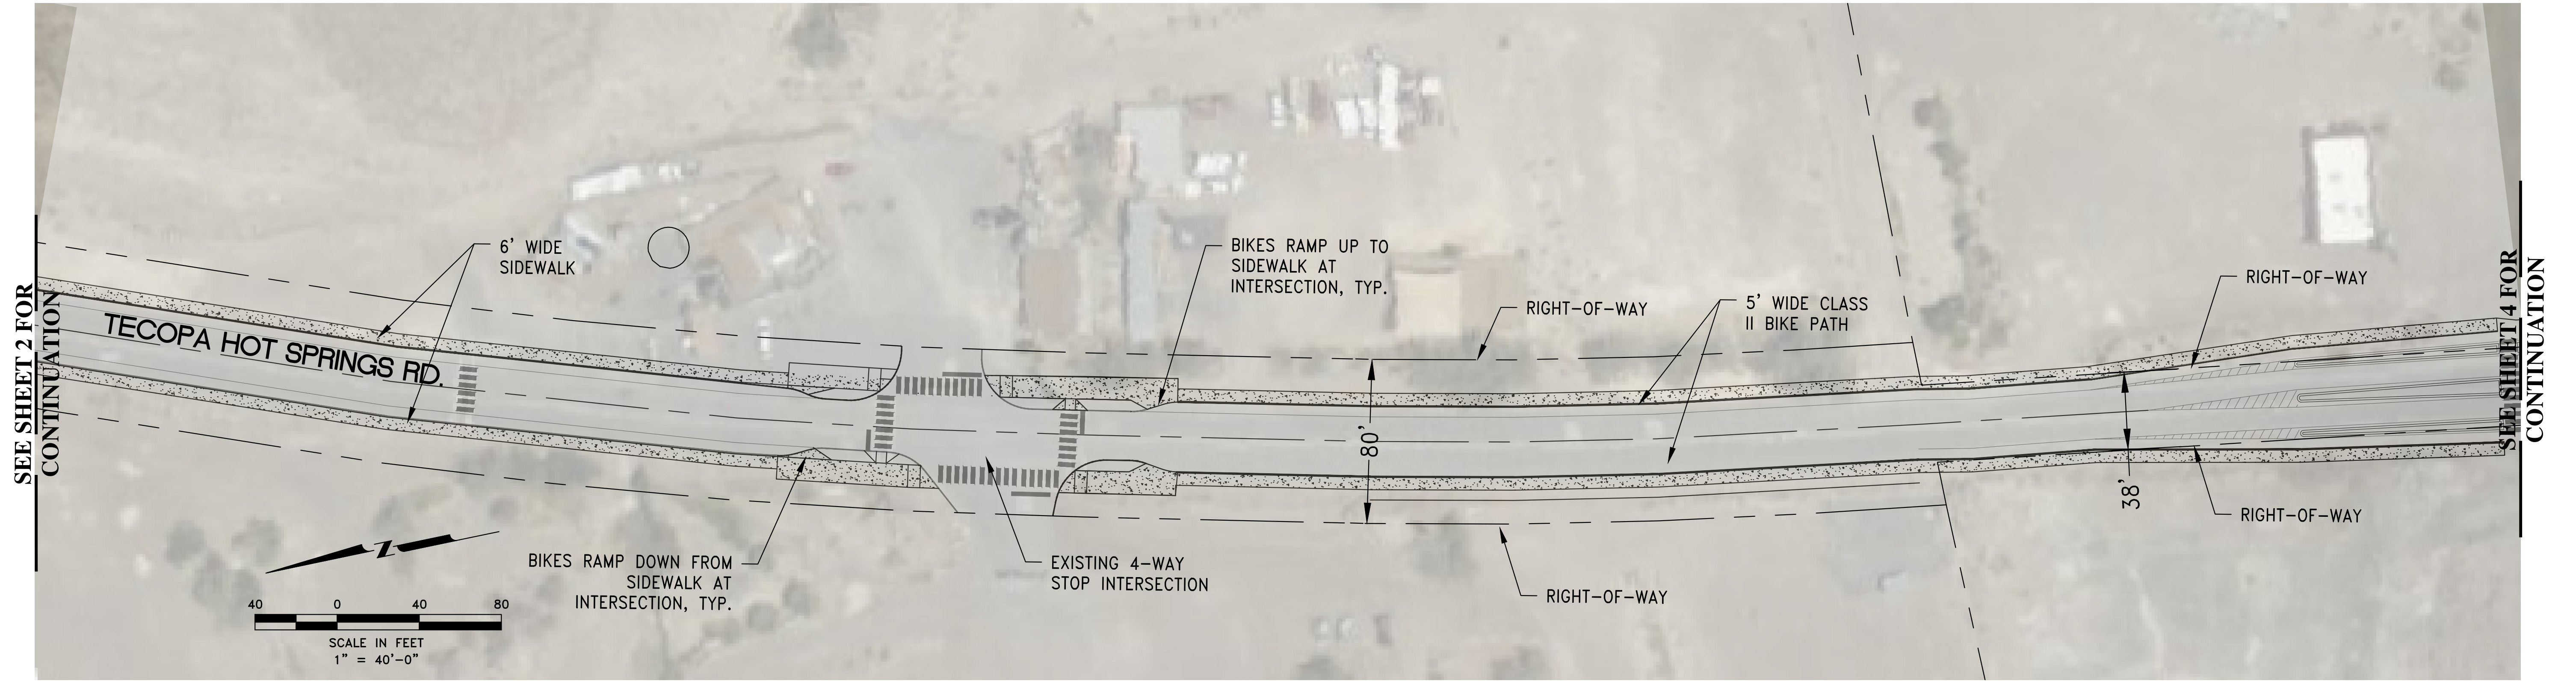 SEE SHEET 2 FOR
CONTINUATION
TECOPA HOT SPRINGS RD.
6' WIDE
SIDEWALK
BIKES RAMP UP TO
SIDEWALK AT
INTERSECTION, TYP.
RIGHT-OF-WAY
5' WIDE CLASS
II BIKE PATH
RIGHT-OF-WAY
80'
38'
BIKES RAMP DOWN FROM
SIDEWALK AT
INTERSECTION, TYP.
EXISTING 4-WAY
STOP INTERSECTION
RIGHT-OF-WAY
RIGHT-OF-WAY
Z
40 0 40 80
SCALE IN FEET
1" = 40'-0"
SEE SHEET 4 FOR
CONTINUATION